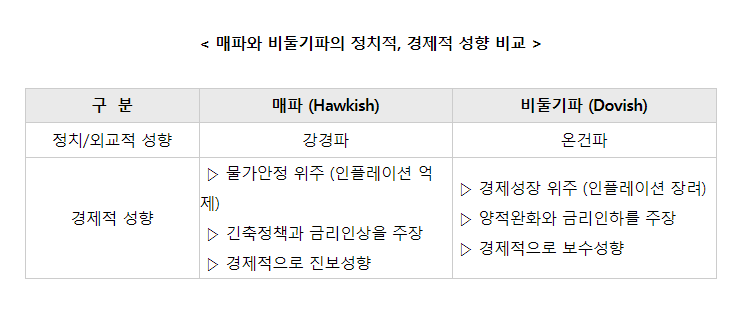 < 매파와 비둘기파의 정치적, 경제적 성향 비교 >
구 분 매파 (Hawkish) 비둘기파 (Dovish)
정치/외교적 성향 강경파 온건파
경제적 성향
▷ 물가안정 위주 (인플레이션 억
제)
▷ 긴축정책과 금리인상을 주장
▷ 경제적으로 진보성향
▷ 경제성장 위주 (인플레이션 장려)
▷ 양적완화와 금리인하를 주장
▷ 경제적으로 보수성향